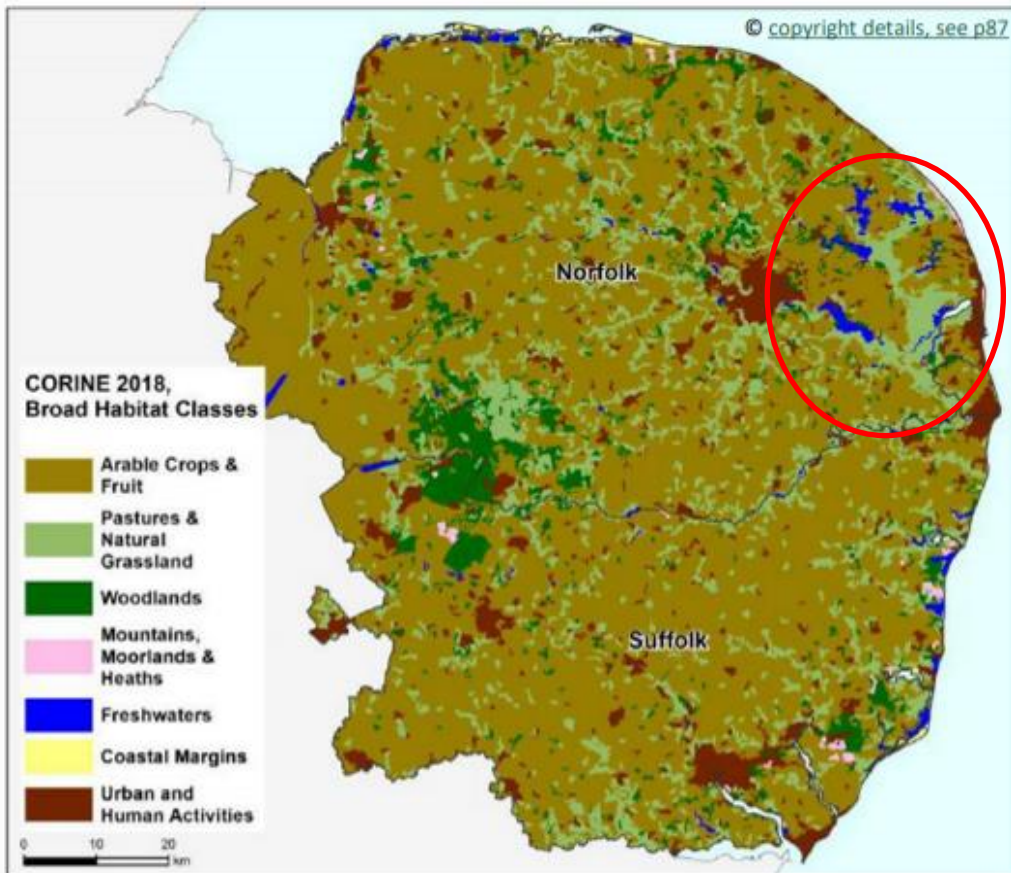 © copyright details, see p87
Norfolk
CORINE 2018,
Broad Habitat Classes
Arable Crops &
Fruit
Pastures &
Natural
Grassland
Woodlands
Mountains,
Moorlands &
Heaths
Suffolk
Freshwaters
Coastal Margins
Urban and
Human Activities
0 10 20
km